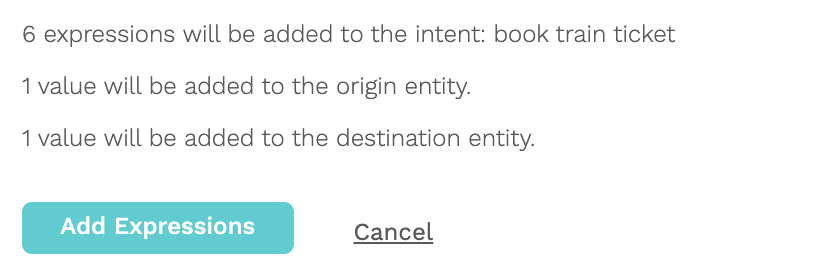 6 expressions will be added to the intent: book train ticket
1 value will be added to the origin entity.
1 value will be added to the destination entity.
Add Expressions Cancel